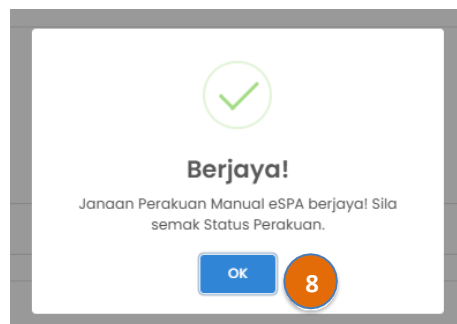 Berjaya!
Janaan Perakuan Manual eSPA berjaya! Sila
semak Status Perakuan.
OK
8